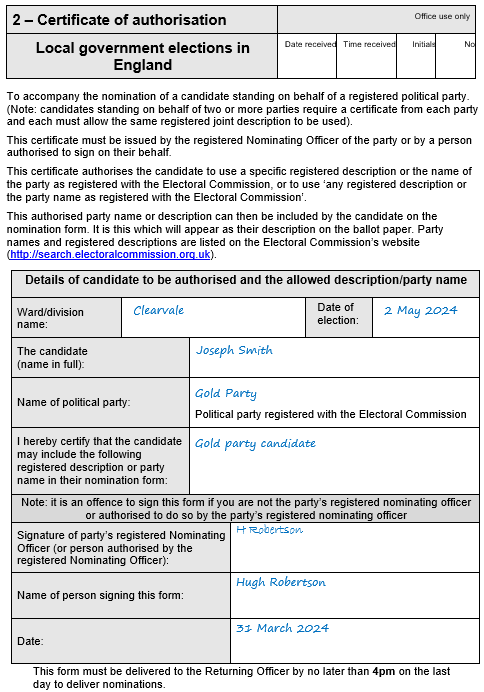 2 – Certificate of authorisation
Office use only
Local government elections in
England
Date received Time received Initials No
To accompany the nomination of a candidate standing on behalf of a registered political party.
(Note: candidates standing on behalf of two or more parties require a certificate from each party
and each must allow the same registered joint description to be used).
This certificate must be issued by the registered Nominating Officer of the party or by a person
authorised to sign on their behalf.
This certificate authorises the candidate to use a specific registered description or the name of
the party as registered with the Electoral Commission, or to use ‘any registered description or
the party name as registered with the Electoral Commission’.
This authorised party name or description can then be included by the candidate on the
nomination form. It is this which will appear as their description on the ballot paper. Party
names and registered descriptions are listed on the Electoral Commission’s website
(http://search.electoralcommission.org.uk).
Details of candidate to be authorised and the allowed description/party name
Ward/division
name:
Clearvale
Date of
election:
2 May 2024
The candidate
(name in full):
Joseph Smith
Name of political party:
Gold Party
Political party registered with the Electoral Commission
I hereby certify that the candidate
may include the following
registered description or party
name in their nomination form:
Gold party candidate
Note: it is an offence to sign this form if you are not the party’s registered nominating officer
or authorised to do so by the party’s registered nominating officer
Signature of party’s registered Nominating
Officer (or person authorised by the
registered Nominating Officer):
H Robertson
Name of person signing this form:
Hugh Robertson
Date:
31 March 2024
This form must be delivered to the Returning Officer by no later than 4pm on the last
day to deliver nominations.